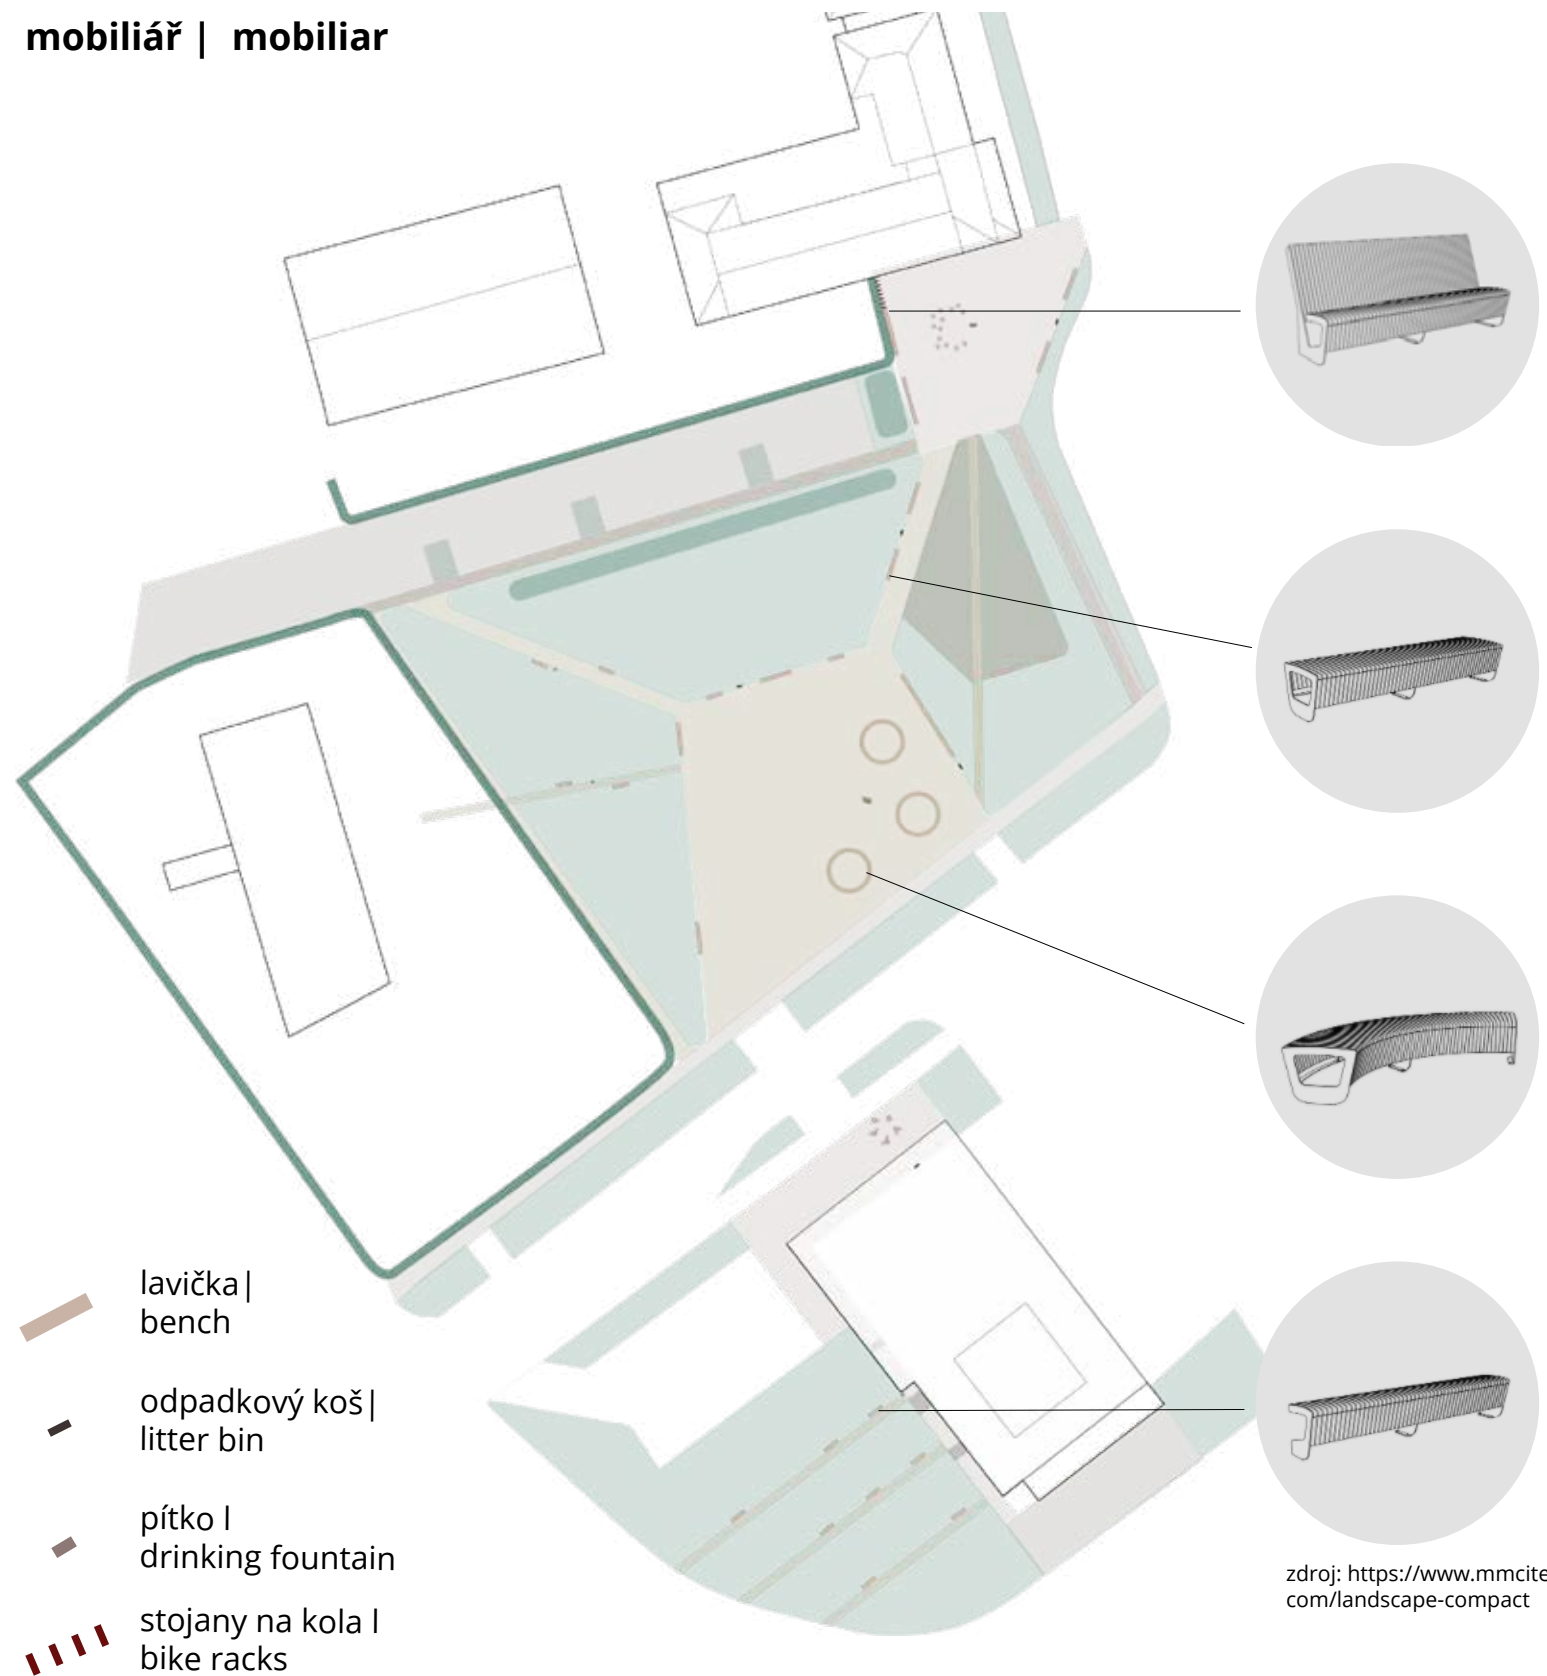 mobiliář | mobiliar
lavička|
bench
odpadkový koš|
litter bin
pítko l
drinking fountain
stojany na kola l
bike racks
zdroj: https://www.mmcite
com/landscape-compact